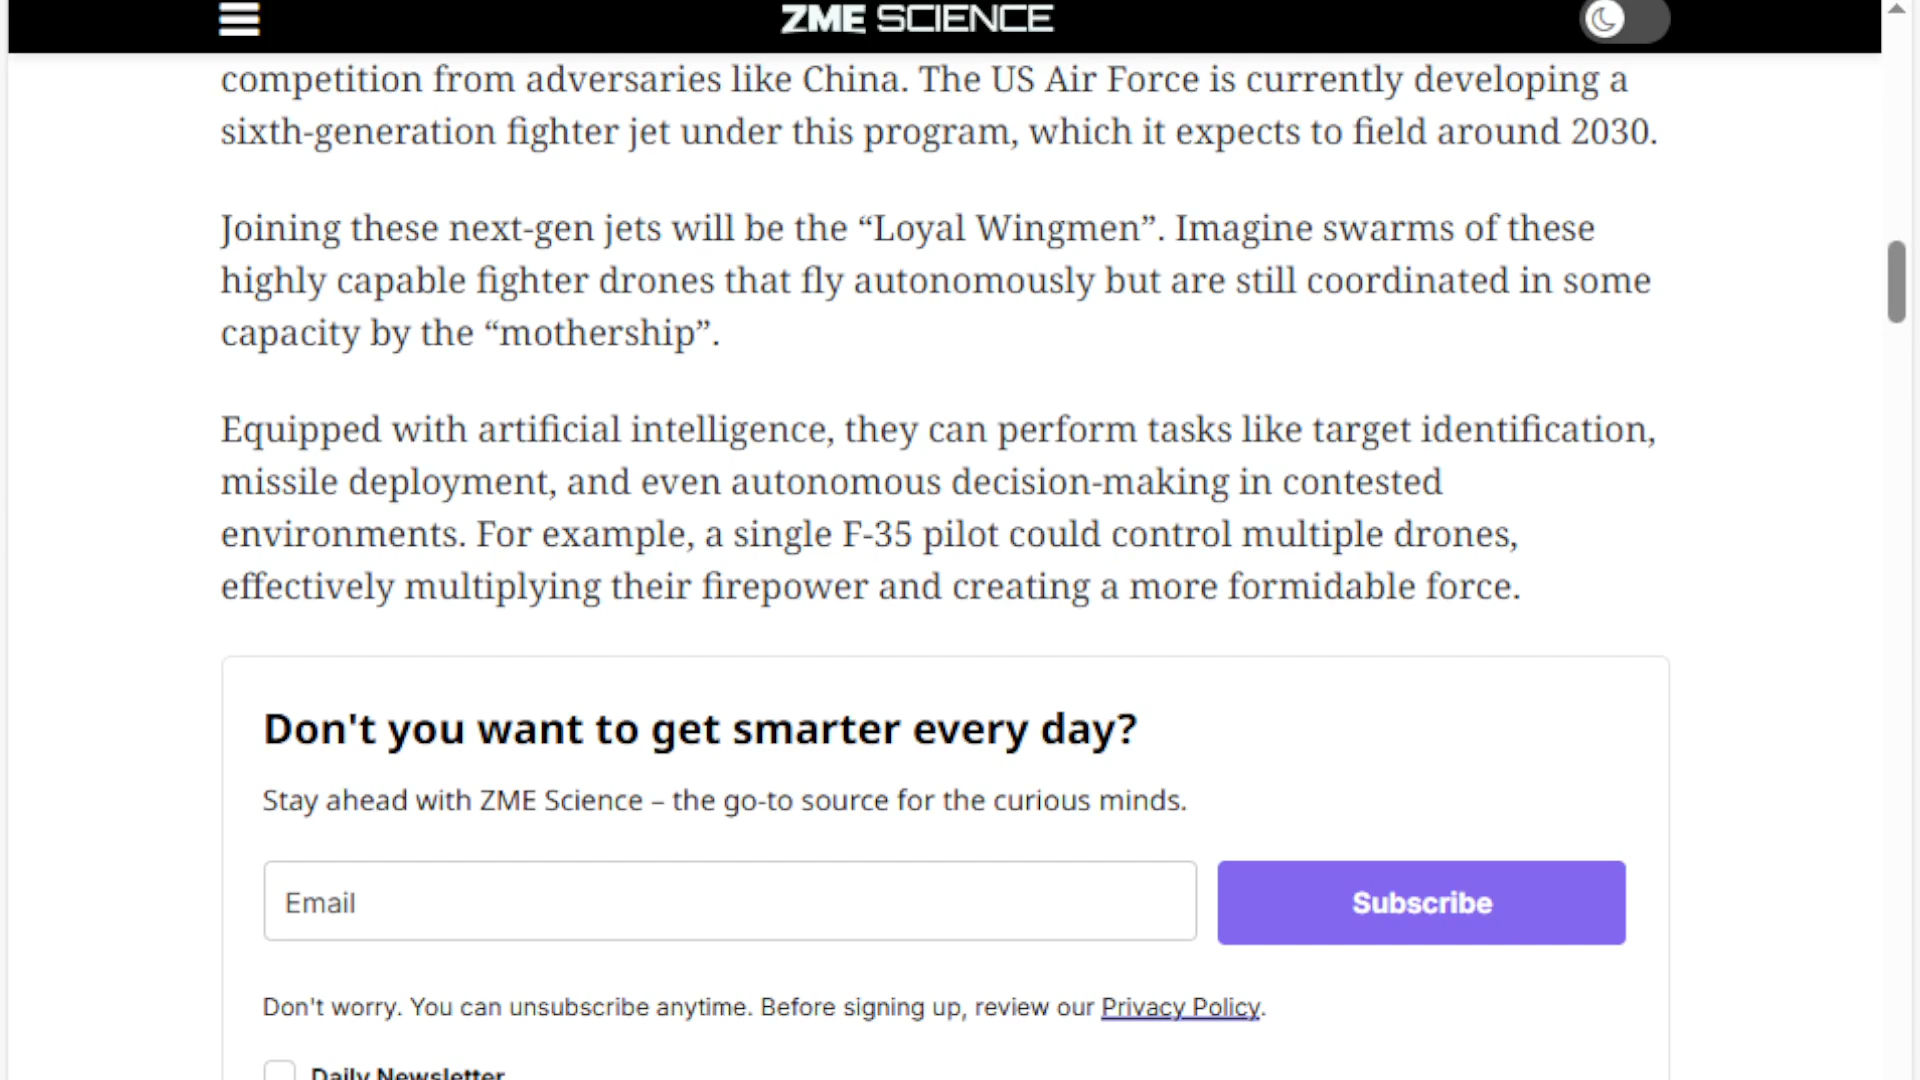 ZME SCIENCE
competition from adversaries like China. The US Air Force is currently developing a
sixth-generation fighter jet under this program, which it expects to field around 2030.
Joining these next-gen jets will be the “Loyal Wingmen”. Imagine swarms of these
highly capable fighter drones that fly autonomously but are still coordinated in some
capacity by the “mothership”.
Equipped with artificial intelligence, they can perform tasks like target identification,
missile deployment, and even autonomous decision-making in contested
environments. For example, a single F-35 pilot could control multiple drones,
effectively multiplying their firepower and creating a more formidable force.
Don't you want to get smarter every day?
Stay ahead with ZME Science – the go-to source for the curious minds.
Email
Subscribe
Don't worry. You can unsubscribe anytime. Before signing up, review our Privacy Policy.
Daily Newsletter